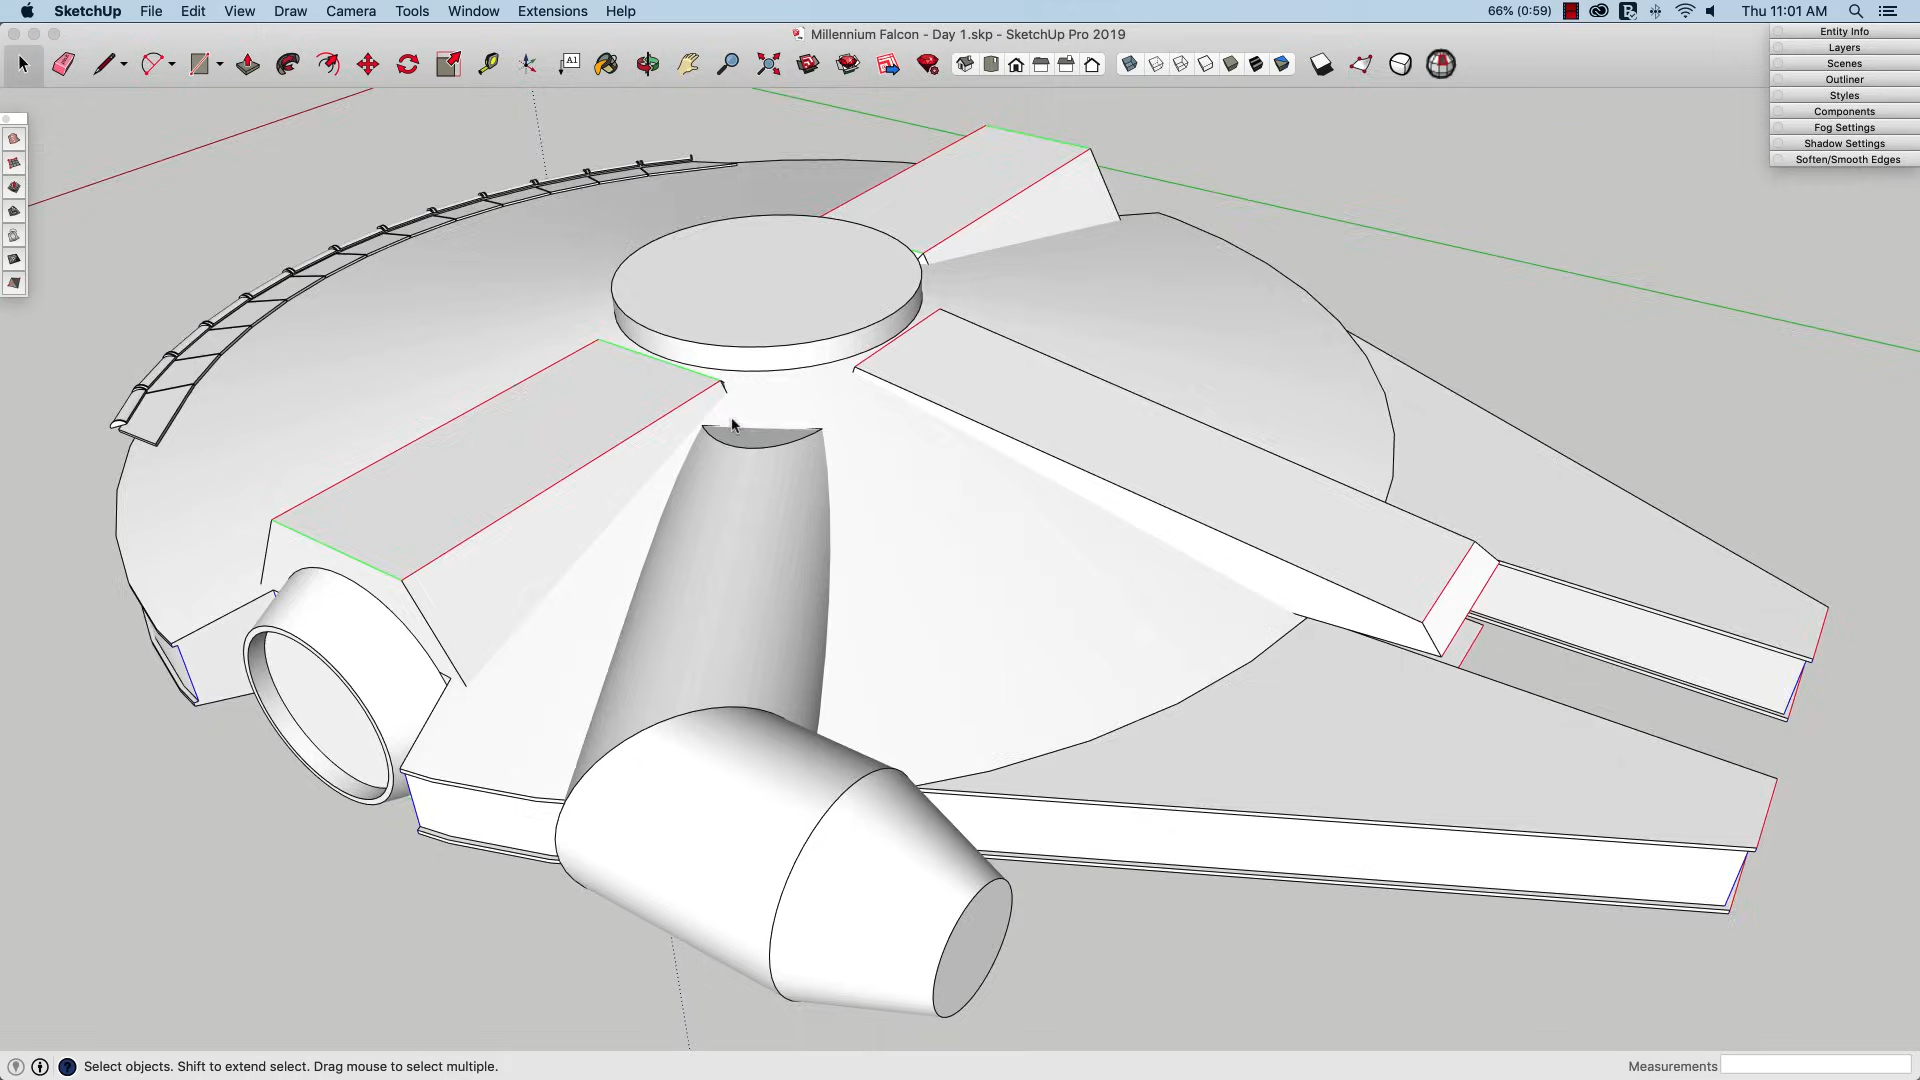 SketchUp File Edit View Draw Camera Tools Window Extensions Help 66% (0:59) Thu 11:01 AM
Millennium Falcon - Day 1.skp - SketchUp Pro 2019
A1
Entity Info
Layers
Scenes
Outliner
Styles
Components
Fog Settings
Shadow Settings
Soften/Smooth Edges
Select objects. Shift to extend select. Drag mouse to select multiple. Measurements